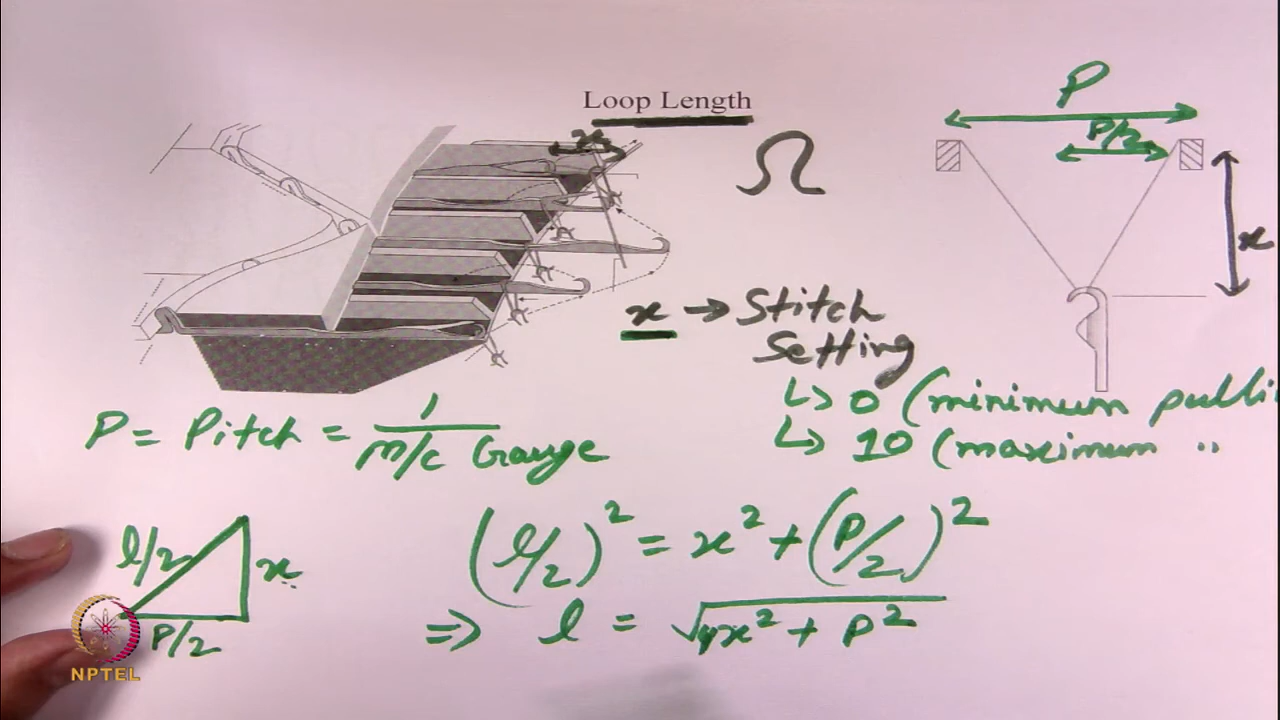 Loop Length
x
Ω
P
P/2
x
x → Stitch
Setting
↳ 0 (minimum pulli
↳ 10 (maximum "
P = Pitch = 1 / m/c Gauge
l/2
x
P/2
(l/2)² = x² + (P/2)²
⇒ l = √4x² + P²
NPTEL